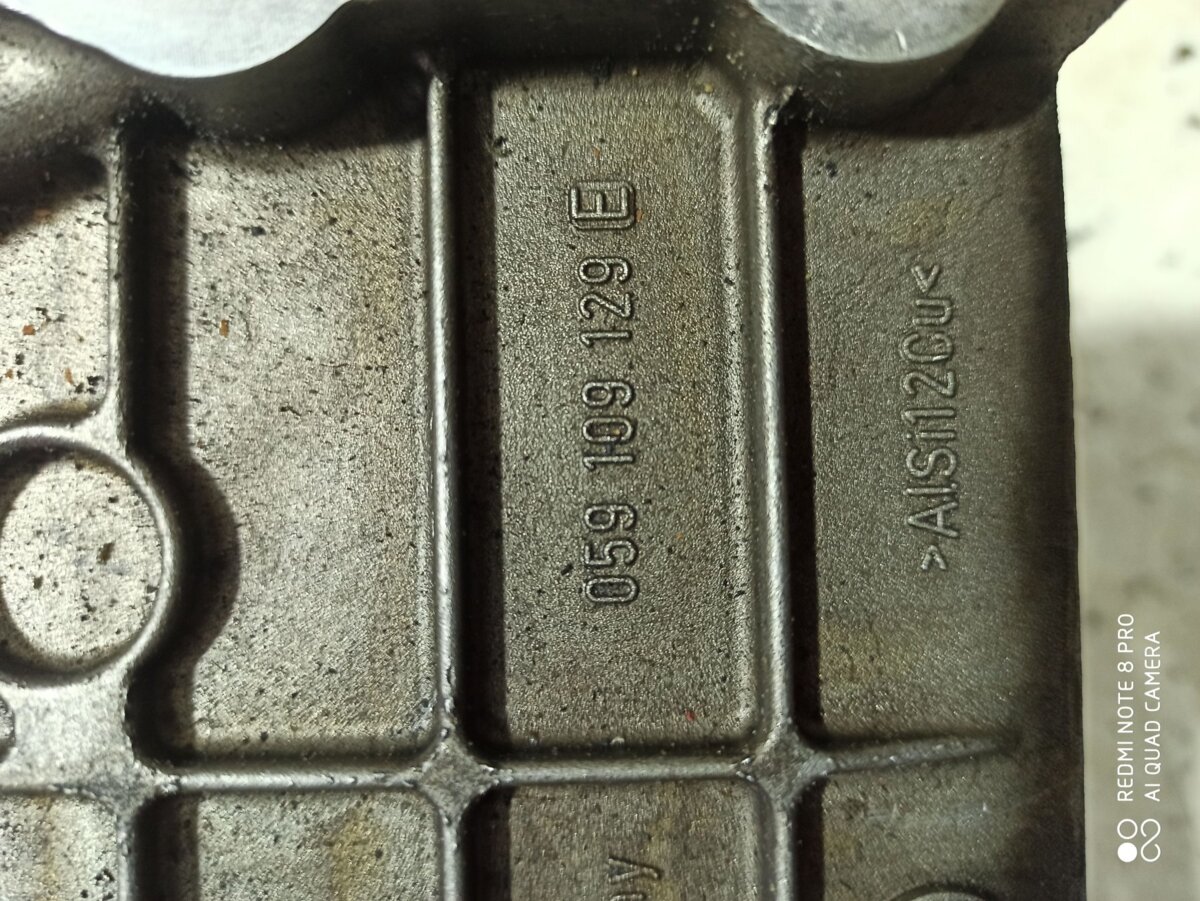 059 109 129 E
>AlSi12Cu<
REDMI NOTE 8 PRO
AI QUAD CAMERA